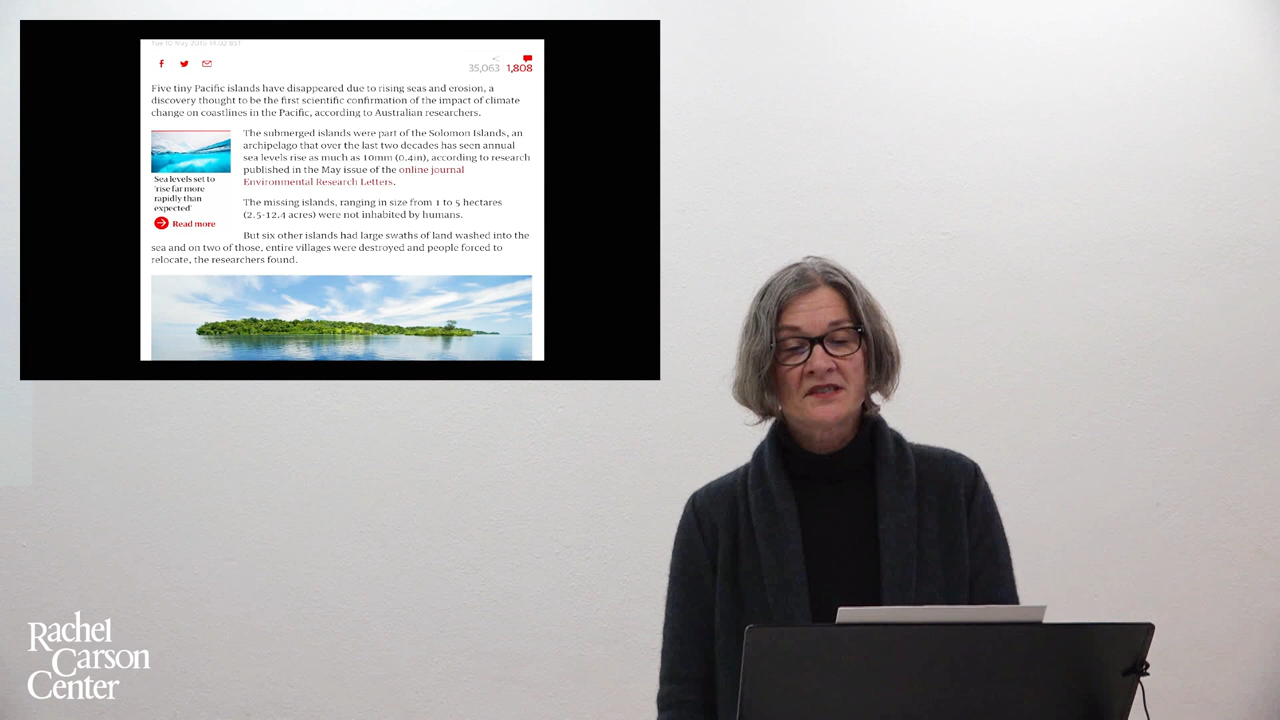 Tue 10 May 2016 14.02 BST
35,063 1,808
Five tiny Pacific islands have disappeared due to rising seas and erosion, a
discovery thought to be the first scientific confirmation of the impact of climate
change on coastlines in the Pacific, according to Australian researchers.
The submerged islands were part of the Solomon Islands, an
archipelago that over the last two decades has seen annual
sea levels rise as much as 10mm (0.4in), according to research
published in the May issue of the online journal
Environmental Research Letters.
Sea levels set to
'rise far more
rapidly than
expected'
Read more
The missing islands, ranging in size from 1 to 5 hectares
(2.5-12.4 acres) were not inhabited by humans.
But six other islands had large swaths of land washed into the
sea and on two of those, entire villages were destroyed and people forced to
relocate, the researchers found.
Rachel
Carson
Center